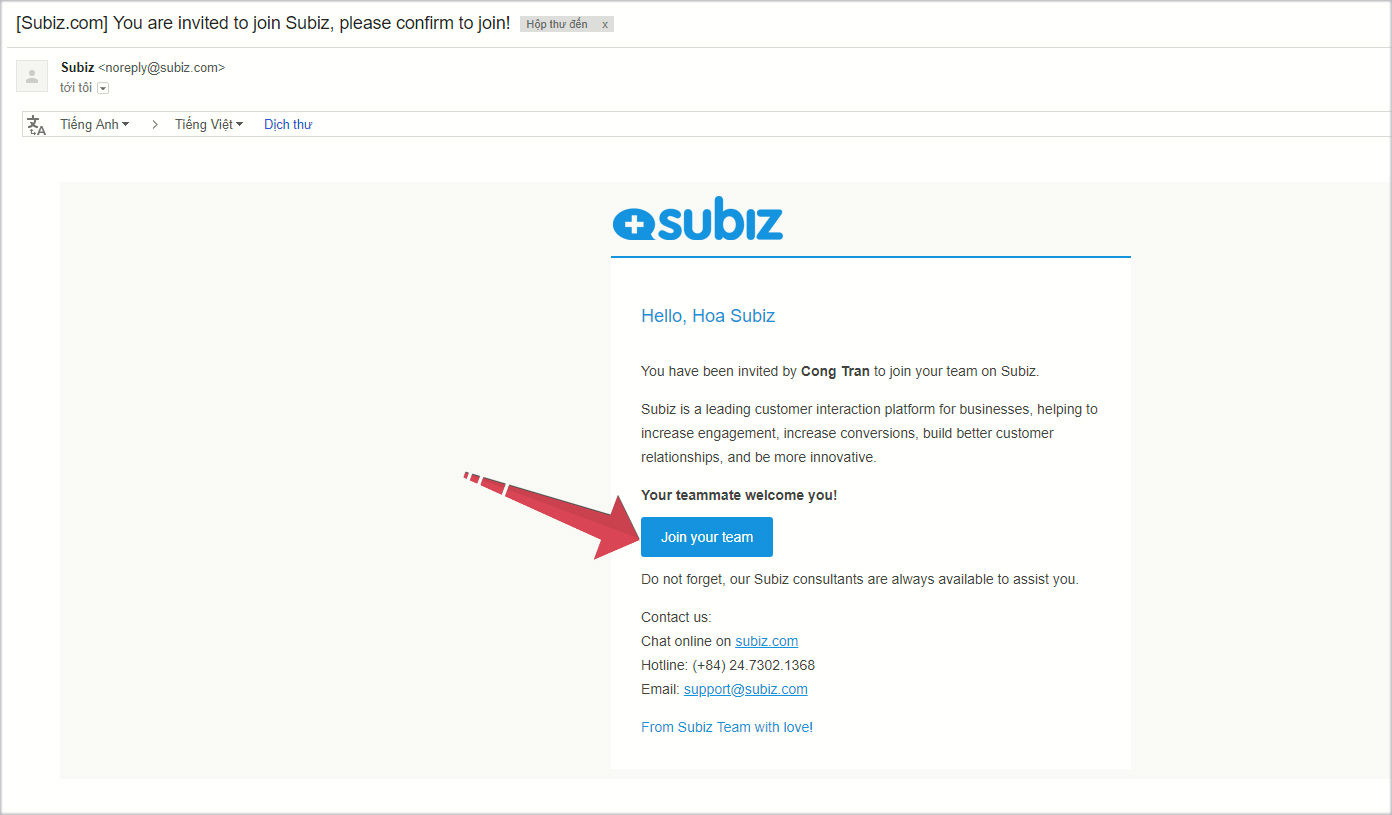 [Subiz.com] You are invited to join Subiz, please confirm to join! Hộp thư đến x
Subiz <noreply@subiz.com>
tới tôi
Tiếng Anh > Tiếng Việt Dịch thư
subiz
Hello, Hoa Subiz
You have been invited by Cong Tran to join your team on Subiz.
Subiz is a leading customer interaction platform for businesses, helping to
increase engagement, increase conversions, build better customer
relationships, and be more innovative.
Your teammate welcome you!
Join your team
Do not forget, our Subiz consultants are always available to assist you.
Contact us:
Chat online on subiz.com
Hotline: (+84) 24.7302.1368
Email: support@subiz.com
From Subiz Team with love!